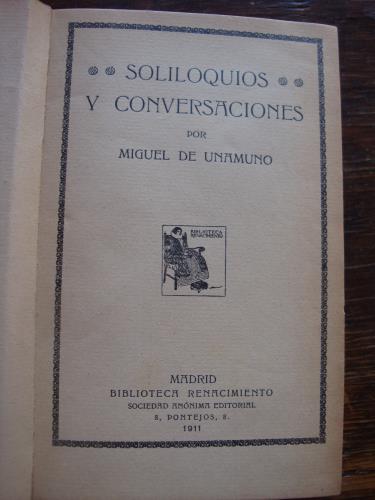 SOLILOQUIOS
Y CONVERSACIONES
POR
MIGUEL DE UNAMUNO
BIBLIOTECA
RENACIMIENTO
MADRID
BIBLIOTECA RENACIMIENTO
SOCIEDAD ANÓNIMA EDITORIAL
8, PONTEJOS, 8.
1911